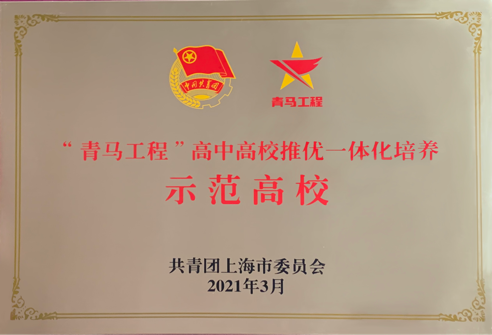 中国共青团
青马工程
“青马工程”高中高校推优一体化培养
示范高校
共青团上海市委员会
2021年3月